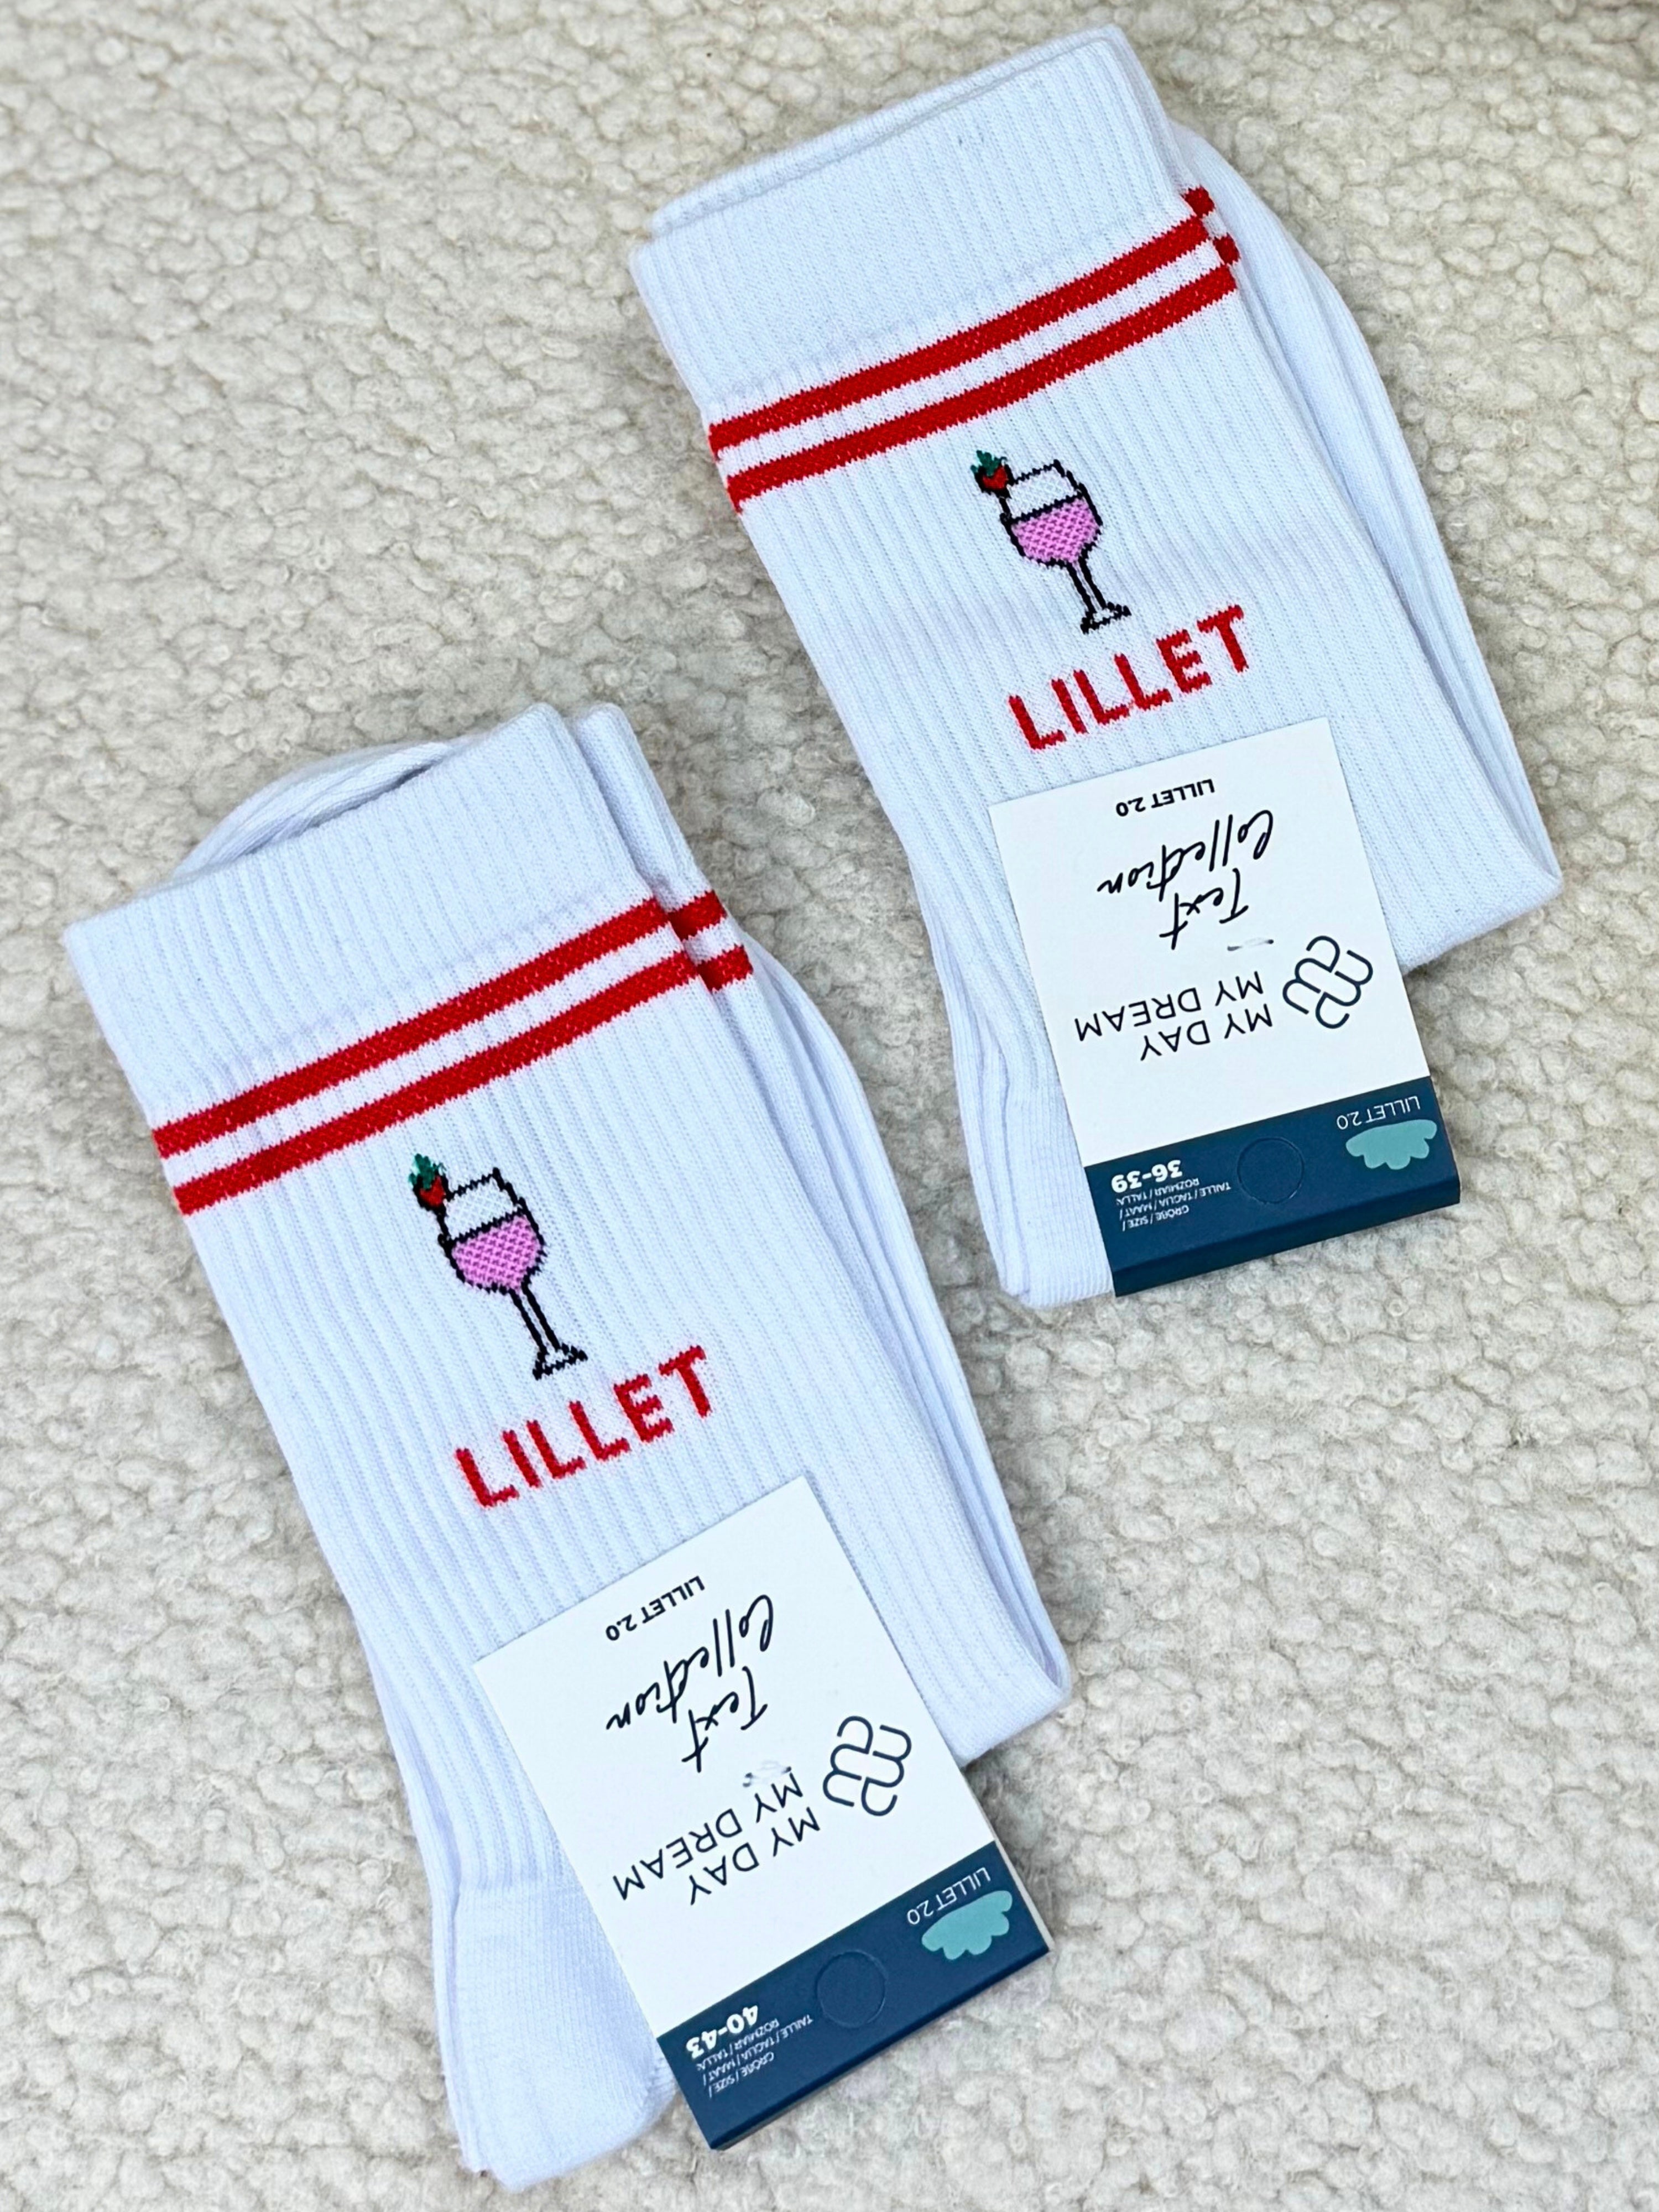 LILLET
LILLET 2.0
Text
Collection
MY DAY
MY DREAM
LILLET 2.0
GRÖßE / SIZE /
TAILLE / TAGLIA / MAAT /
ROZMIAR / TALLA:
36-39
LILLET
LILLET 2.0
Text
Collection
MY DAY
MY DREAM
LILLET 2.0
GRÖßE / SIZE /
TAILLE / TAGLIA / MAAT /
ROZMIAR / TALLA:
40-43